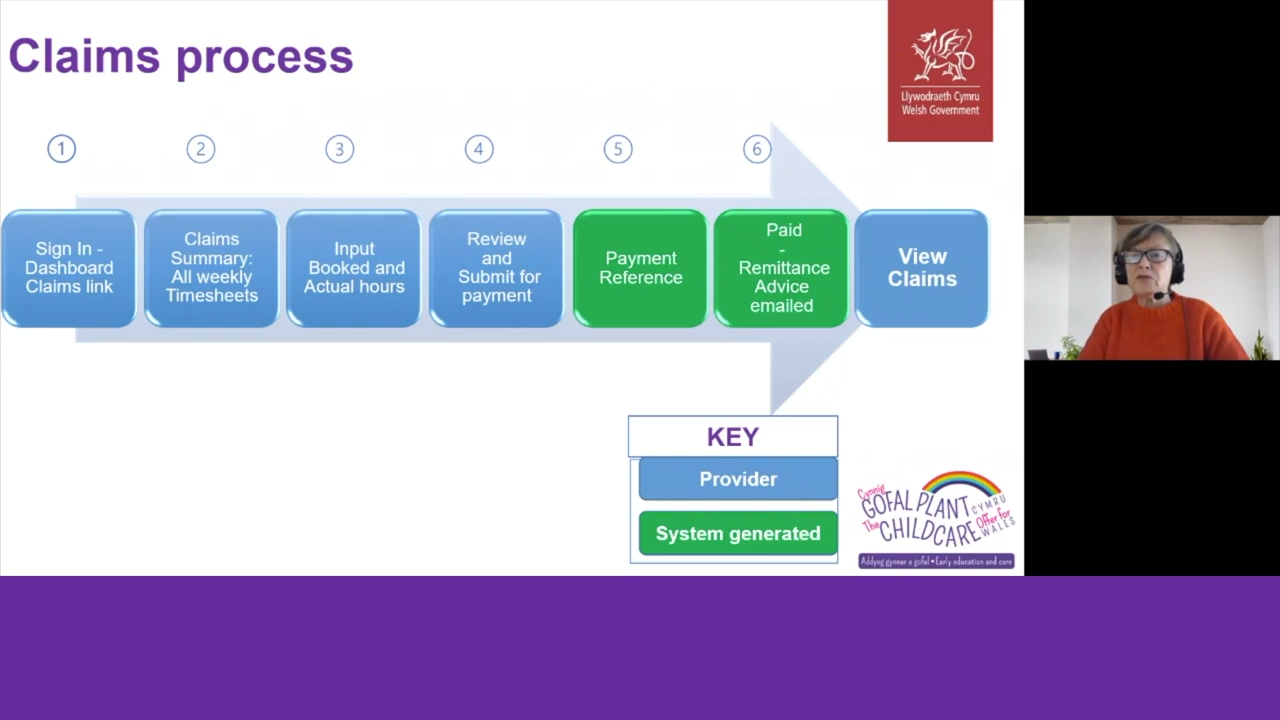 Claims process
Llywodraeth Cymru
Welsh Government
1
2
3
4
5
6
Sign In -
Dashboard
Claims link
Claims
Summary:
All weekly
Timesheets
Input
Booked and
Actual hours
Review
and
Submit for
payment
Payment
Reference
Paid
-
Remittance
Advice
emailed
View
Claims
KEY
Provider
System generated
Cynnig
GOFAL PLANT
CYMRU
The
CHILDCARE
Offer for
WALES
Addysg gynnar a gofal • Early education and care